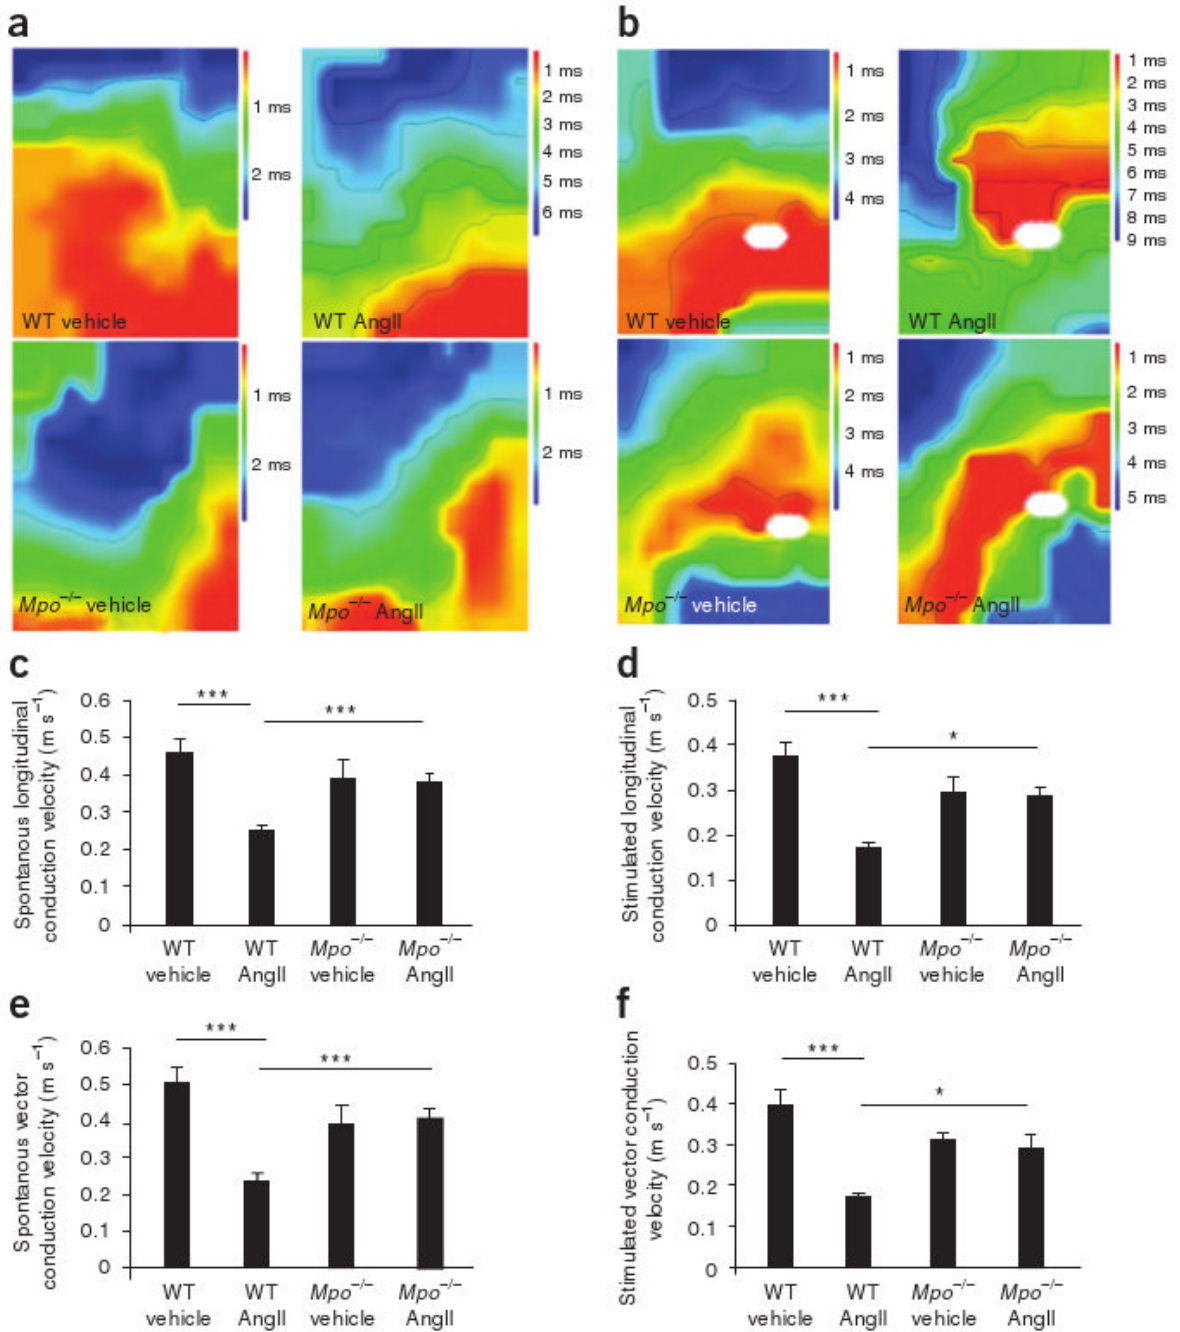 a
b
1 ms
2 ms
WT vehicle
1 ms
2 ms
3 ms
4 ms
5 ms
6 ms
WT AngII
1 ms
2 ms
3 ms
4 ms
WT vehicle
1 ms
2 ms
3 ms
4 ms
5 ms
6 ms
7 ms
8 ms
9 ms
WT AngII
1 ms
2 ms
Mpo−/− vehicle
1 ms
2 ms
Mpo−/− AngII
1 ms
2 ms
3 ms
4 ms
Mpo−/− vehicle
1 ms
2 ms
3 ms
4 ms
5 ms
Mpo−/− AngII
c
Spontanous longitudinal
conduction velocity (m s−1)
0.6
0.5
0.4
0.3
0.2
0.1
0
***
***
WT
vehicle
WT
AngII
Mpo−/−
vehicle
Mpo−/−
AngII
d
Stimulated longitudinal
conduction velocity (m s−1)
0.5
0.4
0.3
0.2
0.1
0
***
*
WT
vehicle
WT
AngII
Mpo−/−
vehicle
Mpo−/−
AngII
e
Spontanous vector
conduction velocity (m s−1)
0.6
0.5
0.4
0.3
0.2
0.1
0
***
***
WT
vehicle
WT
AngII
Mpo−/−
vehicle
Mpo−/−
AngII
f
Stimulated vector conduction
velocity (m s−1)
0.5
0.4
0.3
0.2
0.1
0
***
*
WT
vehicle
WT
AngII
Mpo−/−
vehicle
Mpo−/−
AngII